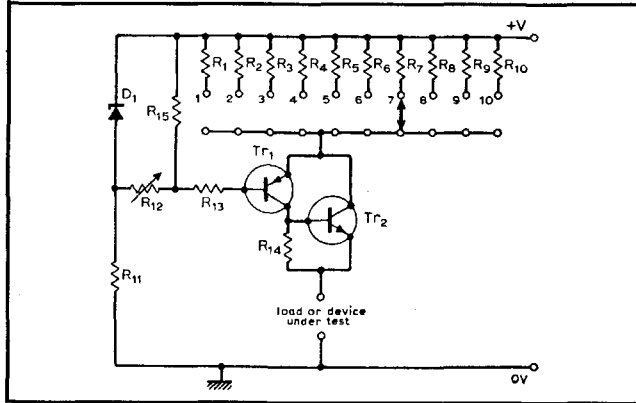 +V
R1 R2 R3 R4 R5 R6 R7 R8 R9 R10
D1
R15
1 2 3 4 5 6 7 8 9 10
Tr1
R12 R13
Tr2
R14
R11
load or device
under test
0V